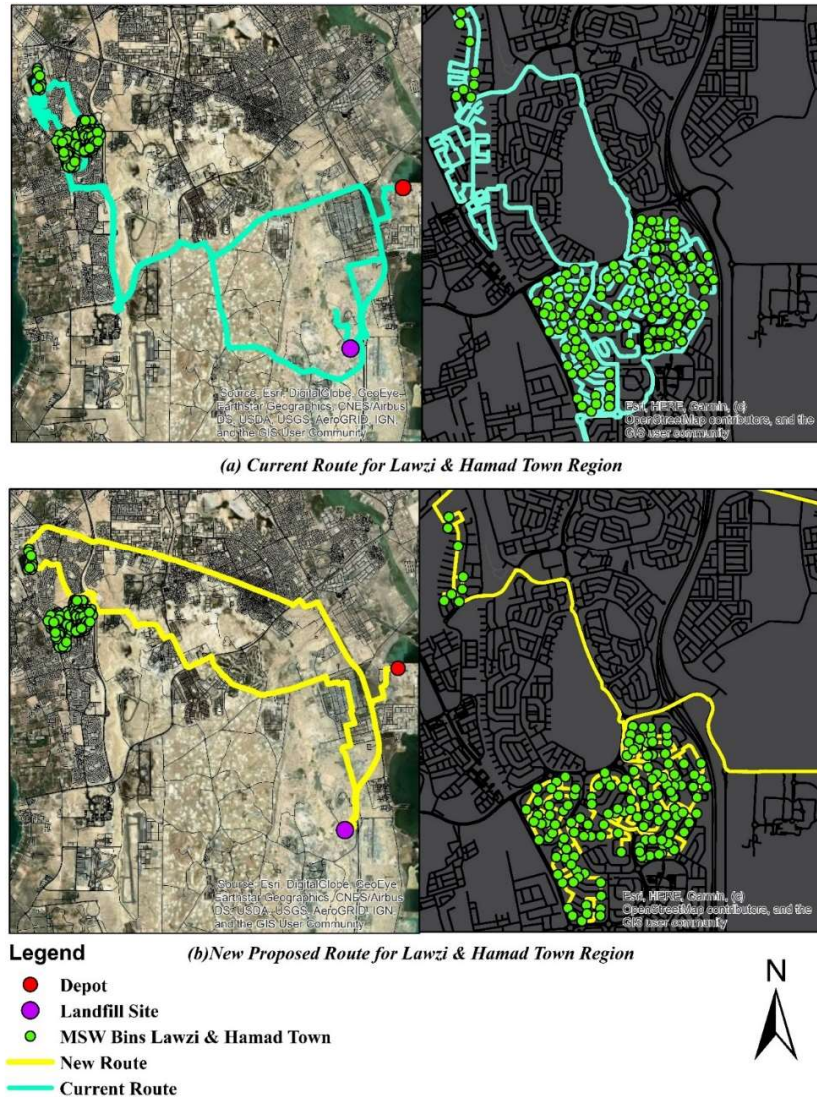 Source: Esri, DigitalGlobe, GeoEye,
Earthstar Geographics, CNES/Airbus
DS, USDA, USGS, AeroGRID, IGN,
and the GIS User Community
Esri, HERE, Garmin, (c)
OpenStreetMap contributors, and the
GIS user community
(a) Current Route for Lawzi & Hamad Town Region
Source: Esri, DigitalGlobe, GeoEye,
Earthstar Geographics, CNES/Airbus
DS, USDA, USGS, AeroGRID, IGN,
and the GIS User Community
Esri, HERE, Garmin, (c)
OpenStreetMap contributors, and the
GIS user community
(b)New Proposed Route for Lawzi & Hamad Town Region
Legend
Depot
Landfill Site
MSW Bins Lawzi & Hamad Town
New Route
Current Route
N